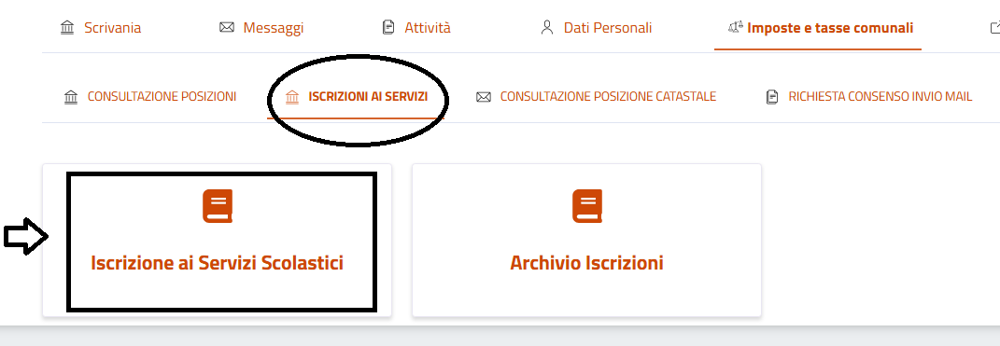 Scrivania Messaggi Attività Dati Personali Imposte e tasse comunali
CONSULTAZIONE POSIZIONI ISCRIZIONI AI SERVIZI CONSULTAZIONE POSIZIONE CATASTALE RICHIESTA CONSENSO INVIO MAIL
Iscrizione ai Servizi Scolastici Archivio Iscrizioni